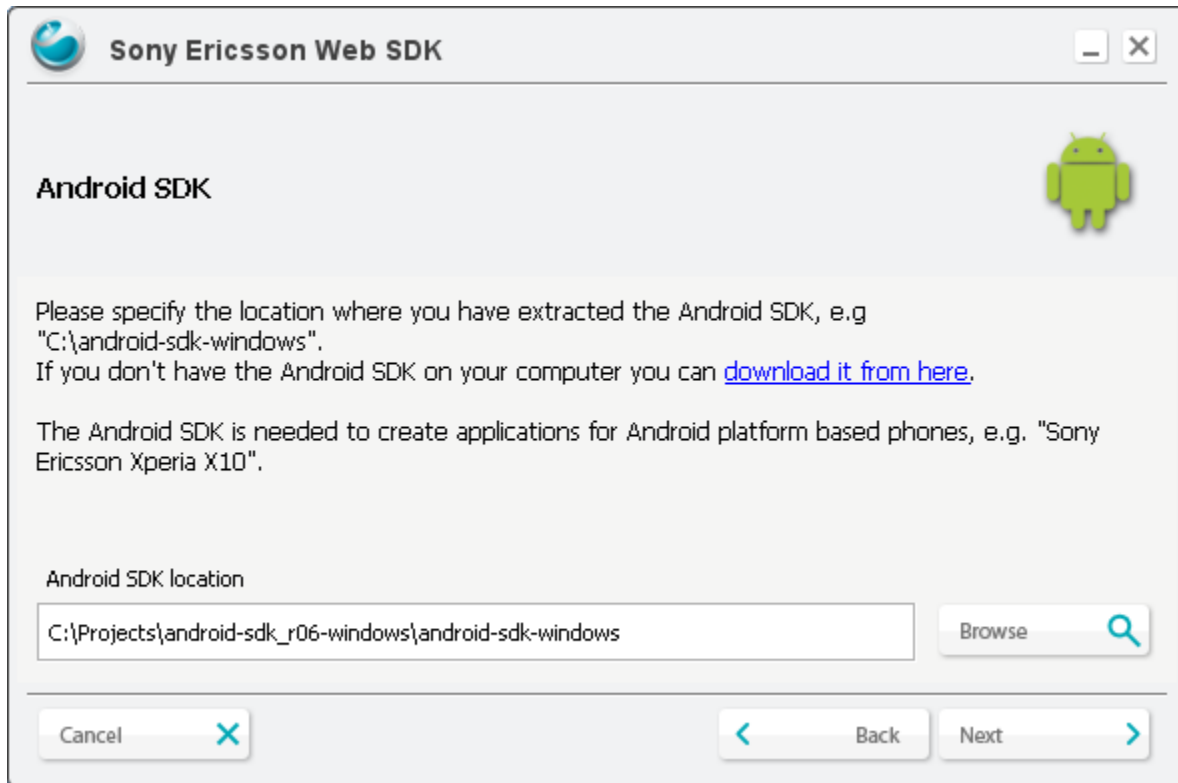 Sony Ericsson Web SDK
Android SDK
Please specify the location where you have extracted the Android SDK, e.g
"C:\android-sdk-windows".
If you don't have the Android SDK on your computer you can download it from here.
The Android SDK is needed to create applications for Android platform based phones, e.g. "Sony
Ericsson Xperia X10".
Android SDK location
C:\Projects\android-sdk_r06-windows\android-sdk-windows
Browse
Cancel
Back
Next